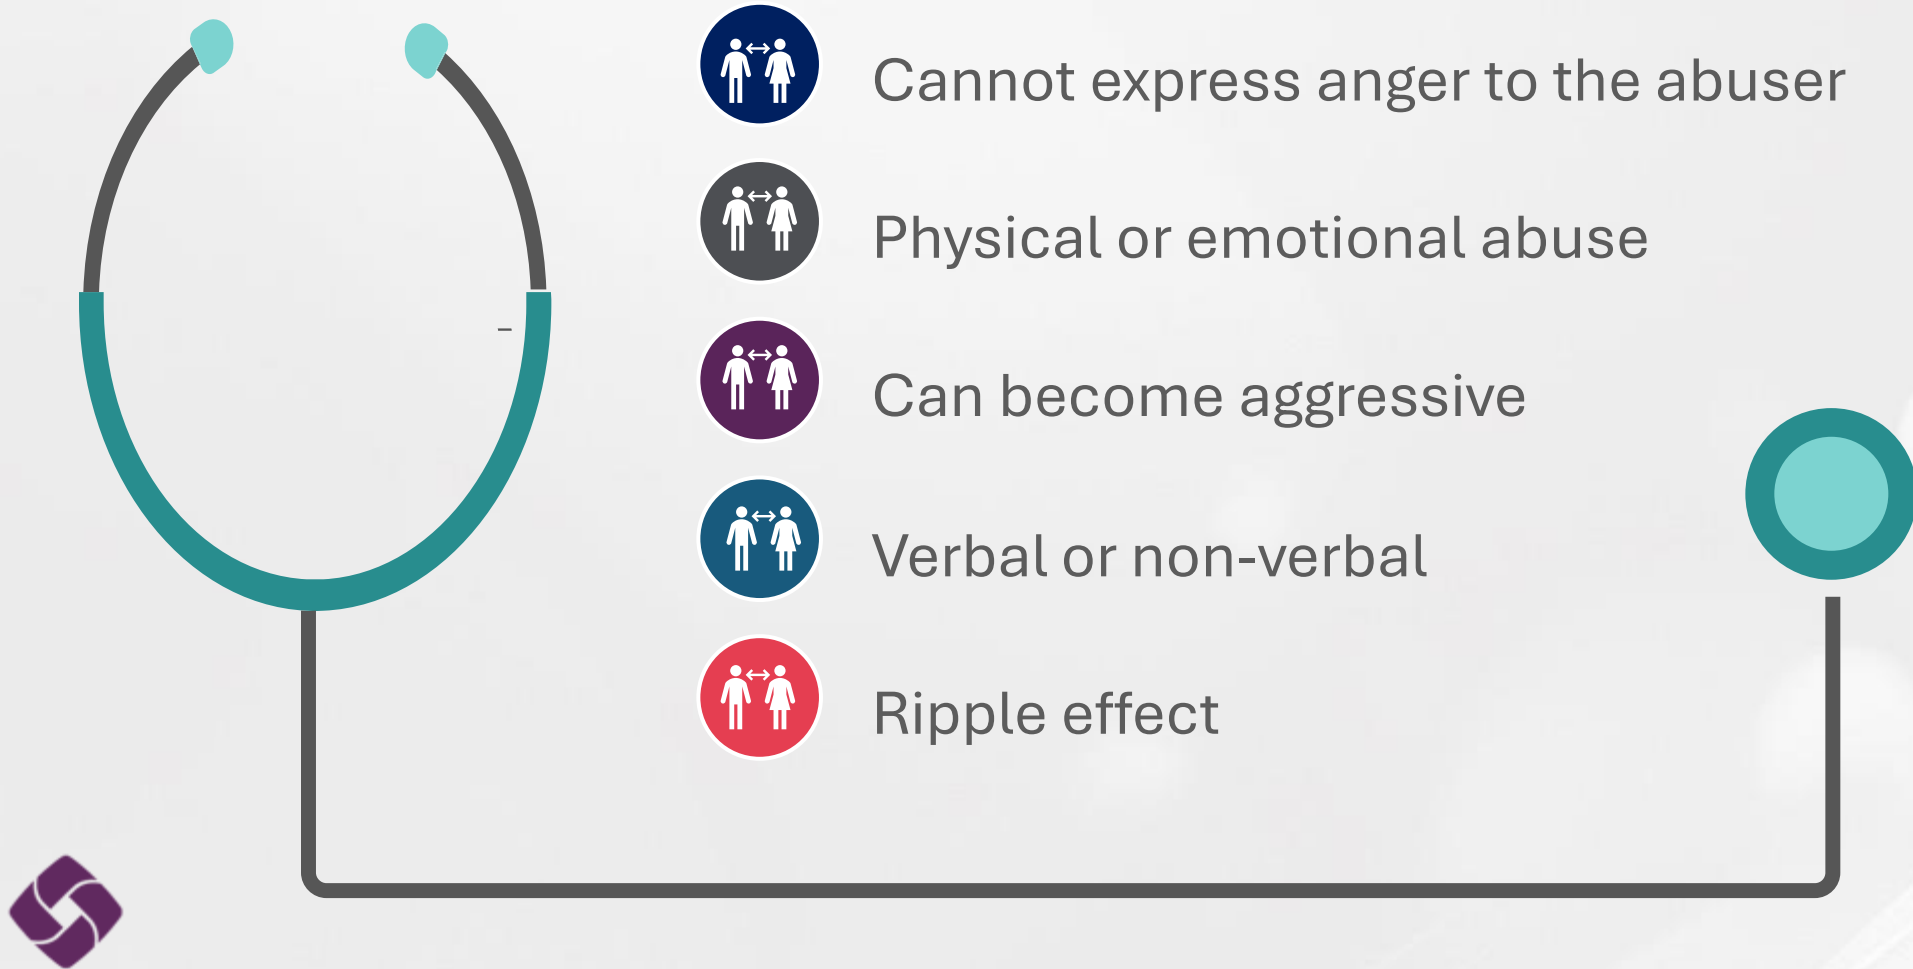 Cannot express anger to the abuser
Physical or emotional abuse
–
Can become aggressive
Verbal or non-verbal
Ripple effect